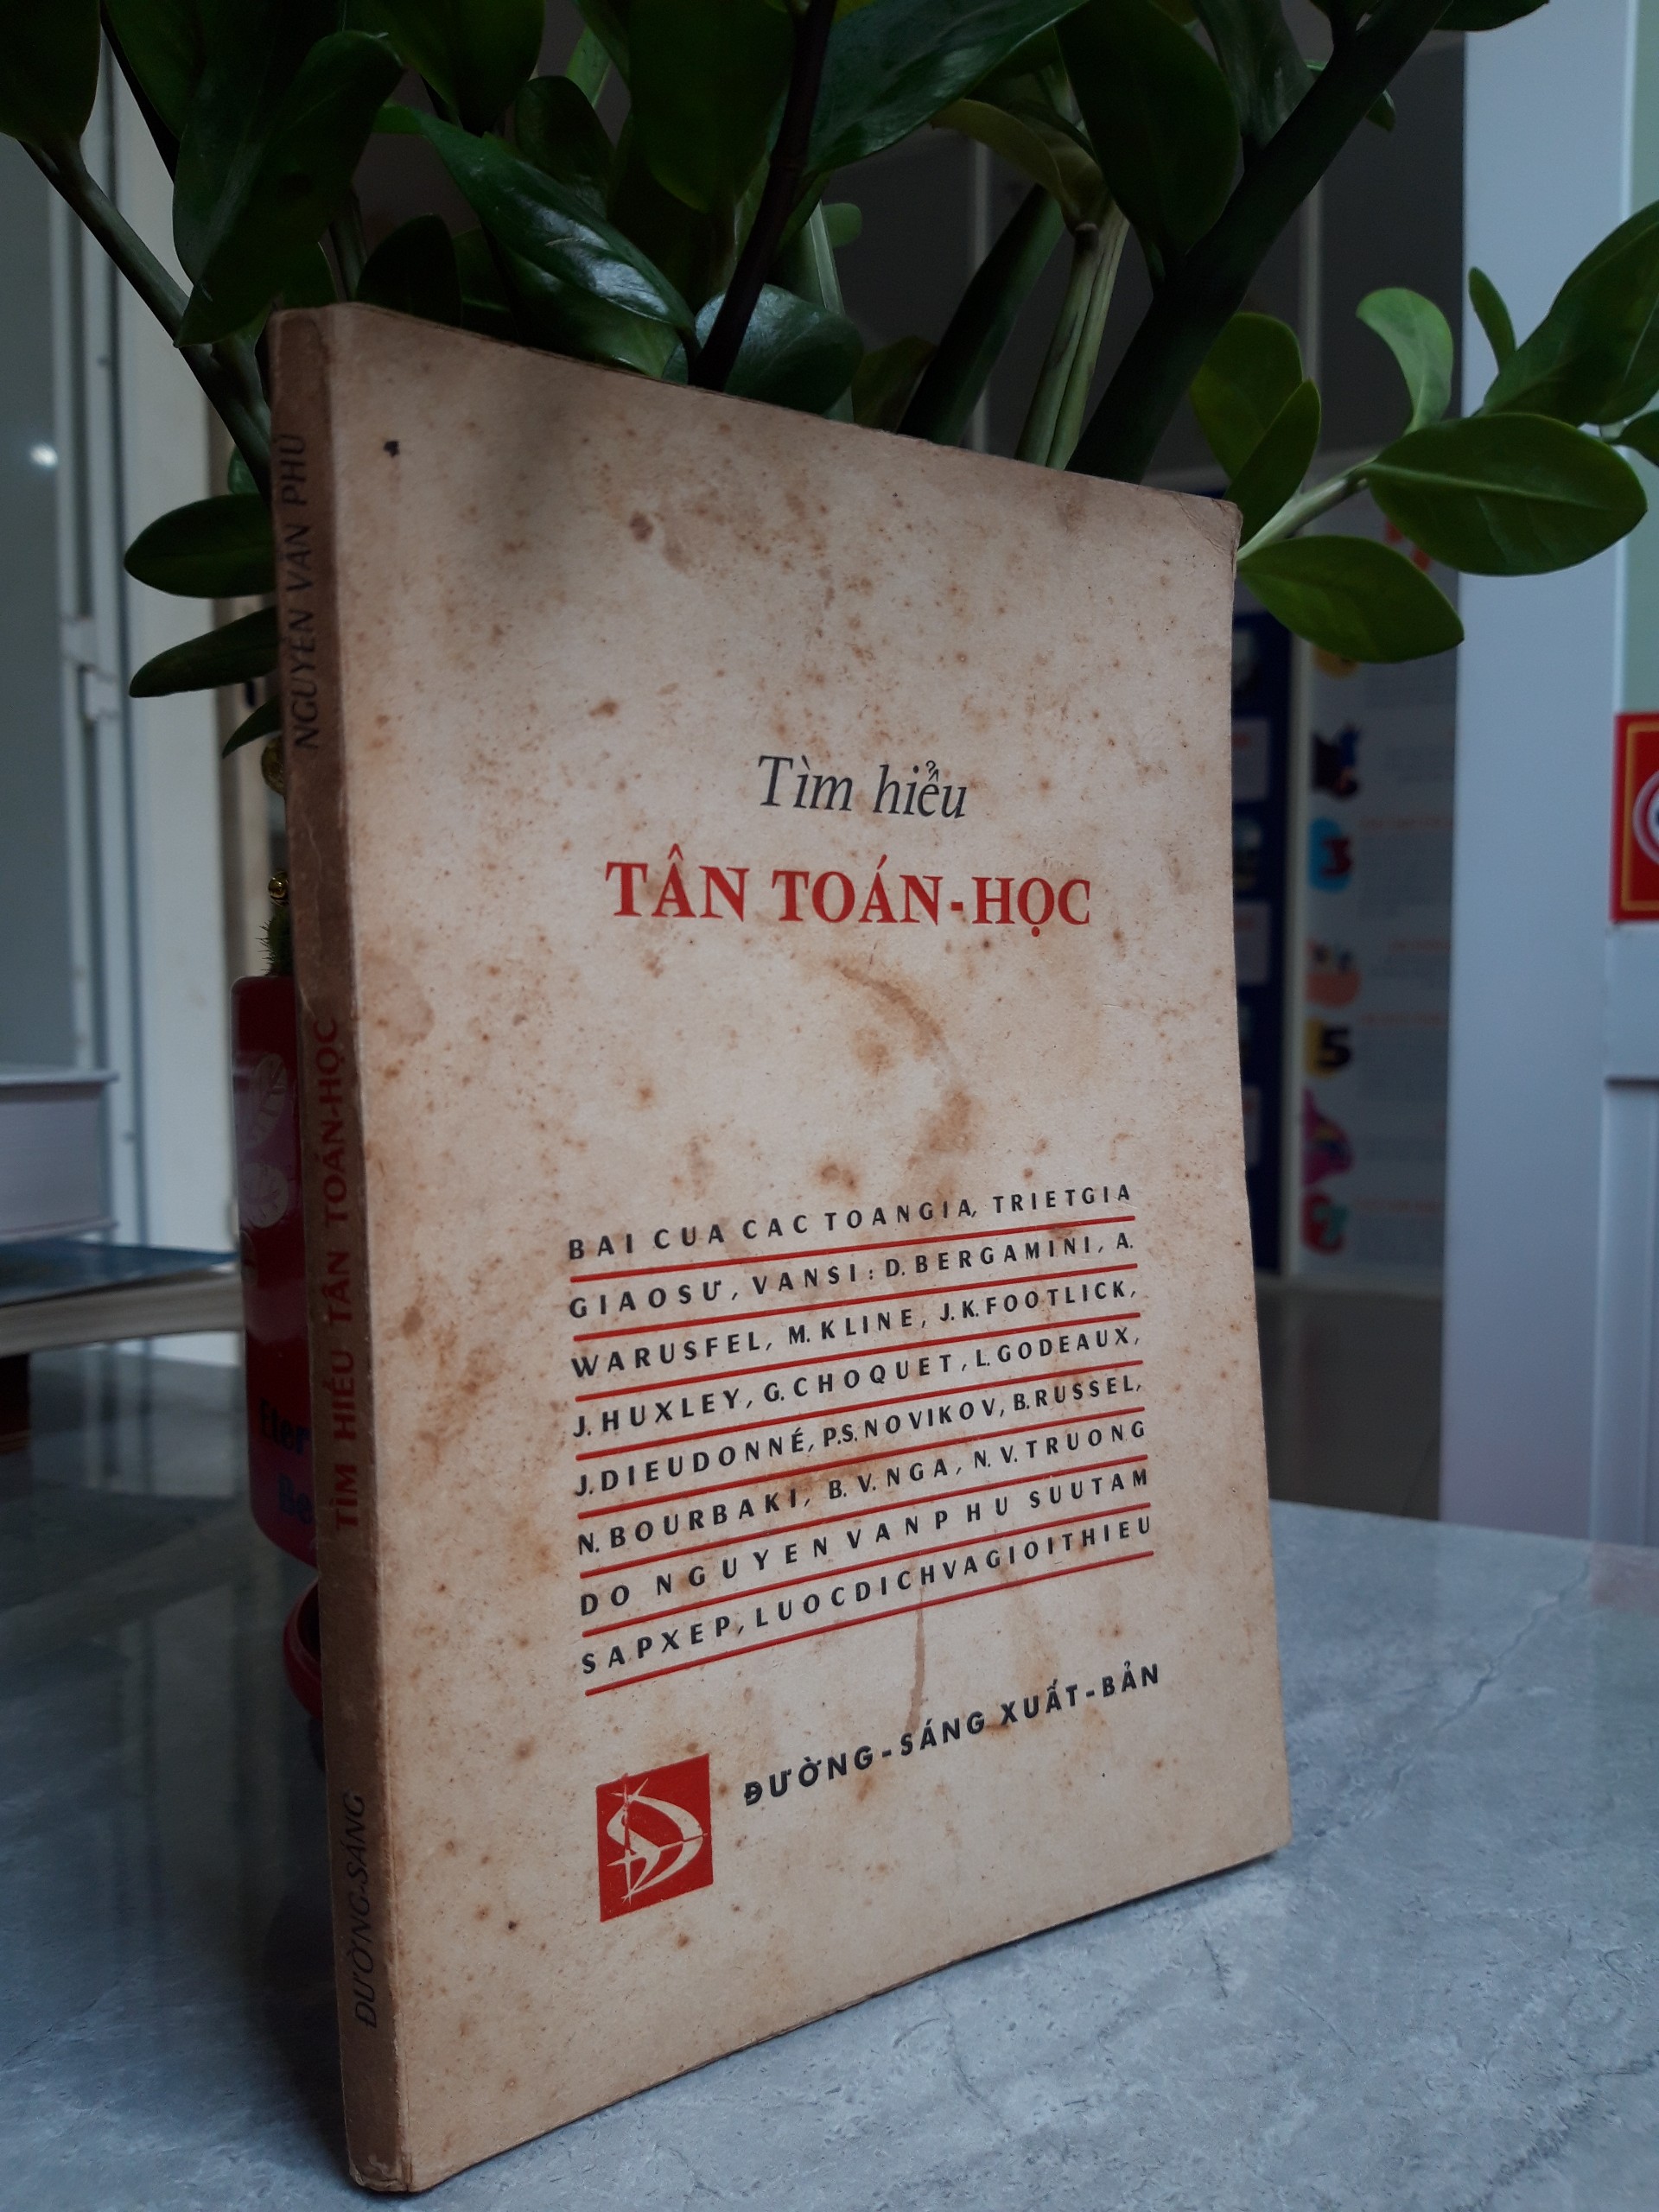 NGUYỄN VĂN PHÚ
TÌM HIỂU TÂN TOÁN-HỌC
ĐƯỜNG-SÁNG
Tìm hiểu
TÂN TOÁN-HỌC
BAI CUA CAC TOANGIA, TRIETGIA
GIAOSƯ, VANSI : D. BERGAMINI, A.
WARUSFEL, M. KLINE, J.K. FOOTLICK,
J. HUXLEY, G. CHOQUET, L. GODEAUX,
J. DIEUDONNÉ, P.S. NOVIKOV, B. RUSSEL,
N. BOURBAKI, B. V. NGA, N. V. TRUONG
DO NGUYEN VAN PHU SUUTAM
SAPXEP, LUOCDICHVAGIOITHIEU
ĐƯỜNG-SÁNG XUẤT-BẢN
3
5